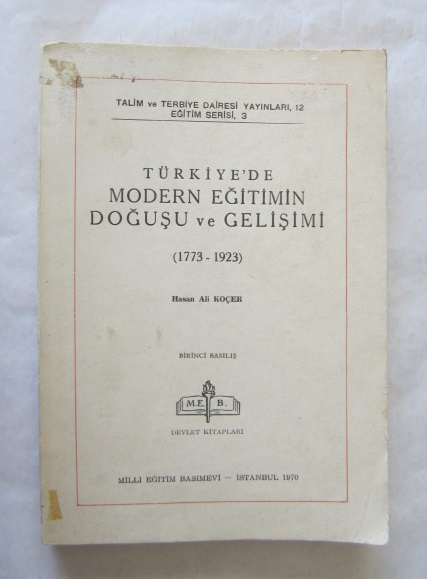 TALİM ve TERBİYE DAİRESİ YAYINLARI, 12
EĞİTİM SERİSİ, 3
TÜRKİYE'DE
MODERN EĞİTİMİN
DOĞUŞU ve GELİŞİMİ
(1773 - 1923)
Hasan Ali KOÇER
BİRİNCİ BASILIŞ
M.E. B.
DEVLET KİTAPLARI
MİLLİ EĞİTİM BASIMEVİ — İSTANBUL 1970